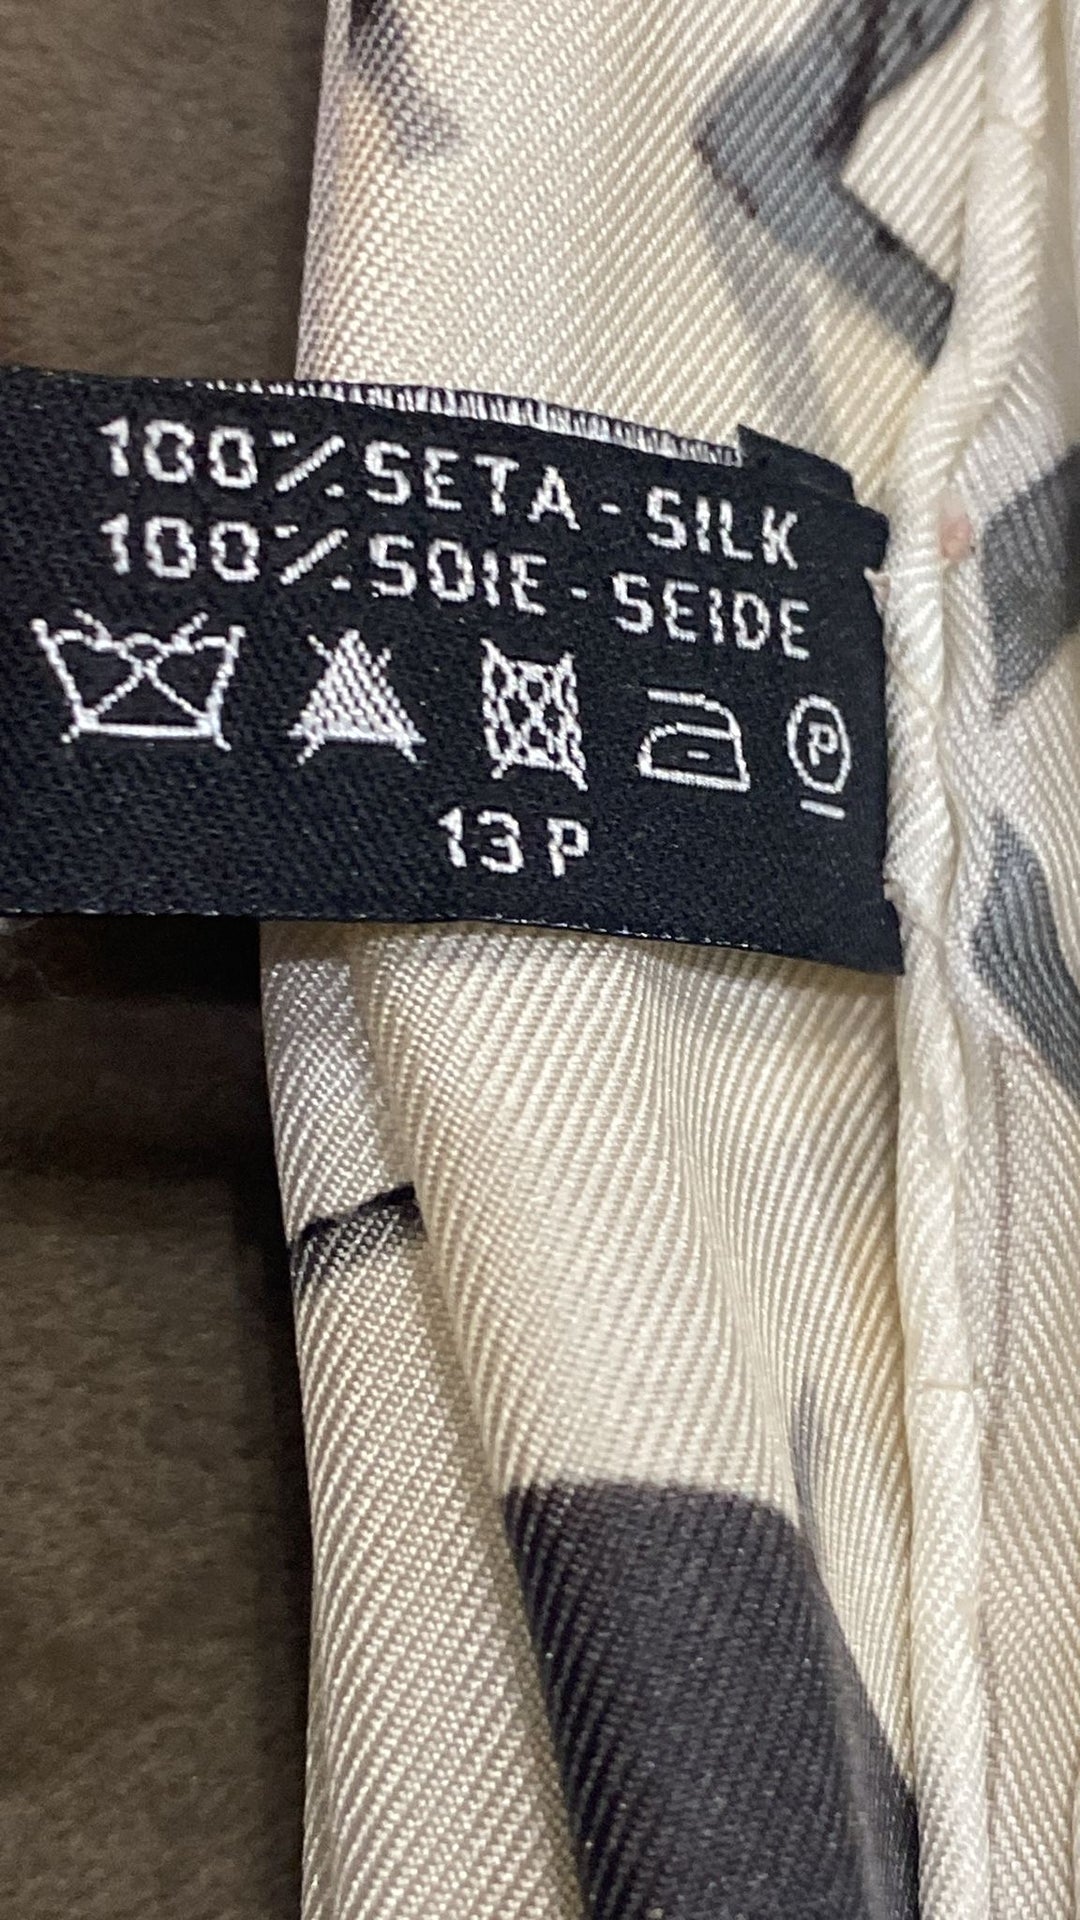 100% SETA - SILK
100% SOIE - SEIDE
P
13 P